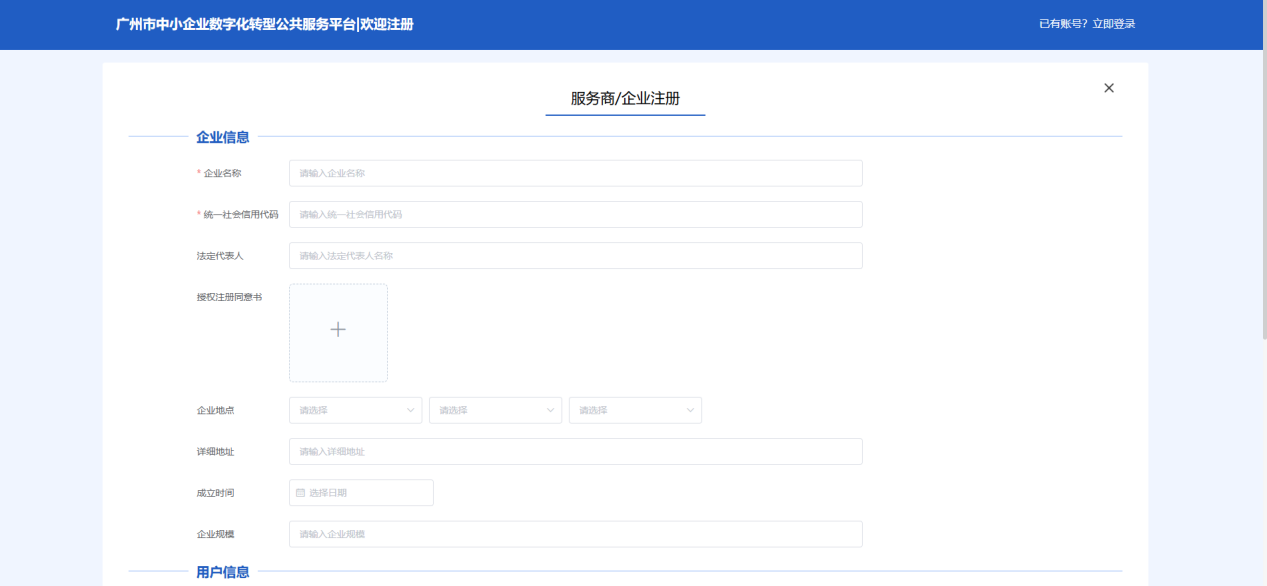 广州市中小企业数字化转型公共服务平台|欢迎注册
已有账号？立即登录
服务商/企业注册
企业信息
* 企业名称 请输入企业名称
* 统一社会信用代码 请输入统一社会信用代码
法定代表人 请输入法定代表人名称
授权注册同意书
企业地点 请选择 请选择 请选择
详细地址 请输入详细地址
成立时间 选择日期
企业规模 请输入企业规模
用户信息